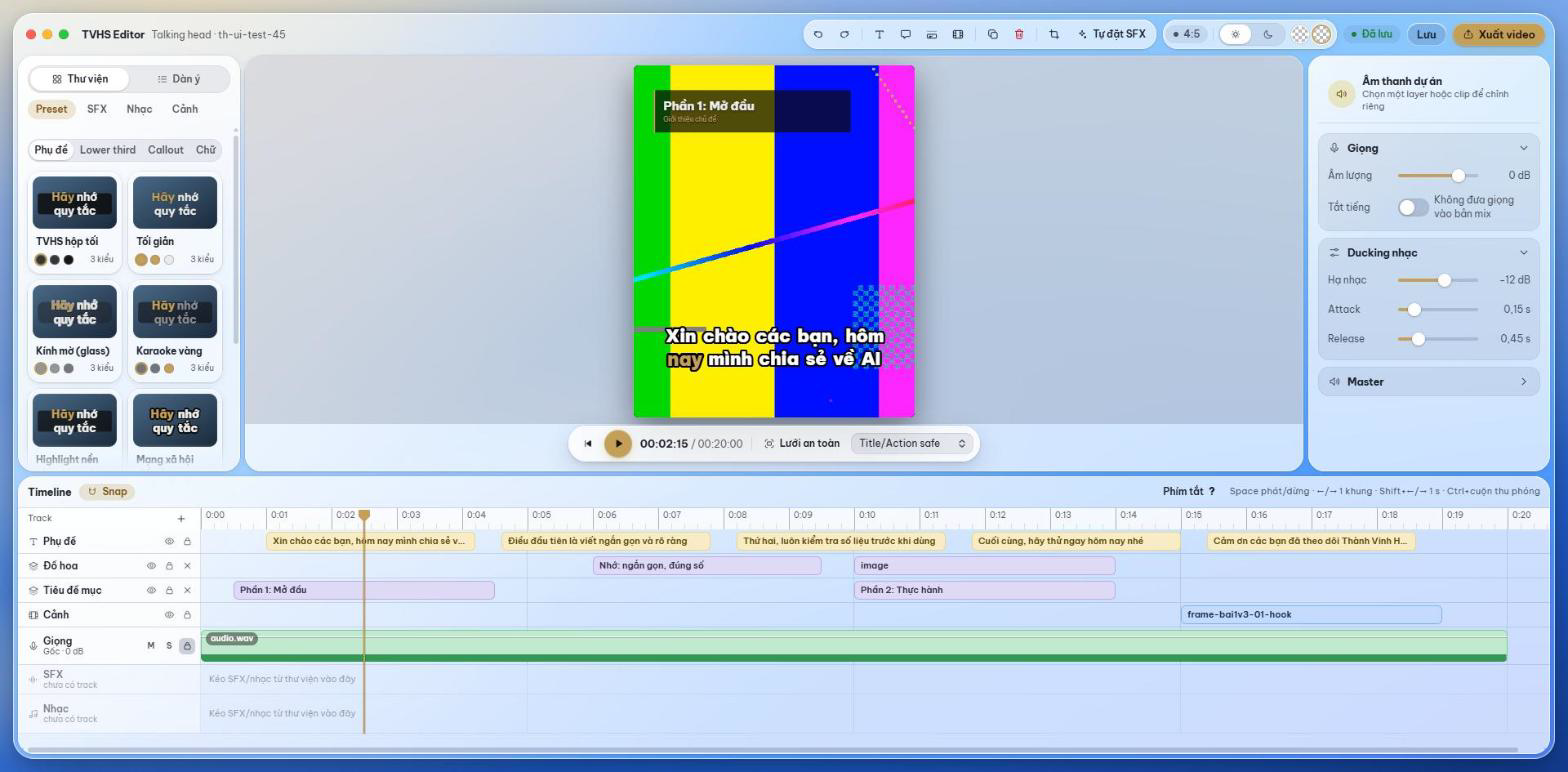 TVHS Editor Talking head · th-ui-test-45
Tự đặt SFX
4:5
Đã lưu
Lưu
Xuất video
Thư viện
Dàn ý
Preset SFX Nhạc Cảnh
Phụ đề Lower third Callout Chữ
Hãy nhớ
quy tắc
TVHS hộp tối
3 kiểu
Hãy nhớ
quy tắc
Tối giản
3 kiểu
Hãy nhớ
quy tắc
Kính mờ (glass)
3 kiểu
Hãy nhớ
quy tắc
Karaoke vàng
3 kiểu
Hãy nhớ
quy tắc
Highlight nền
Hãy nhớ
quy tắc
Mạng xã hội
Phần 1: Mở đầu
Giới thiệu chủ đề
Xin chào các bạn, hôm
nay mình chia sẻ về AI
00:02:15 / 00:20:00
Lưới an toàn
Title/Action safe
Âm thanh dự án
Chọn một layer hoặc clip để chỉnh
riêng
Giọng
Âm lượng 0 dB
Tắt tiếng
Không đưa giọng
vào bản mix
Ducking nhạc
Hạ nhạc -12 dB
Attack 0,15 s
Release 0,45 s
Master
Timeline
Snap
Phím tắt ?
Space phát/dừng · ←/→ 1 khung · Shift+←/→ 1 s · Ctrl+cuộn thu phóng
Track +
0:00 0:01 0:02 0:03 0:04 0:05 0:06 0:07 0:08 0:09 0:10 0:11 0:12 0:13 0:14 0:15 0:16 0:17 0:18 0:19 0:20
Phụ đề
Xin chào các bạn, hôm nay mình chia sẻ v...
Điều đầu tiên là viết ngắn gọn và rõ ràng
Thứ hai, luôn kiểm tra số liệu trước khi dùng
Cuối cùng, hãy thử ngay hôm nay nhé
Cảm ơn các bạn đã theo dõi Thành Vinh H...
Đồ họa
Nhớ: ngắn gọn, đúng số
image
Tiêu đề mục
Phần 1: Mở đầu
Phần 2: Thực hành
Cảnh
frame-bai1v3-01-hook
Giọng
Gốc · 0 dB
M S
audio.wav
SFX
chưa có track
Kéo SFX/nhạc từ thư viện vào đây
Nhạc
chưa có track
Kéo SFX/nhạc từ thư viện vào đây